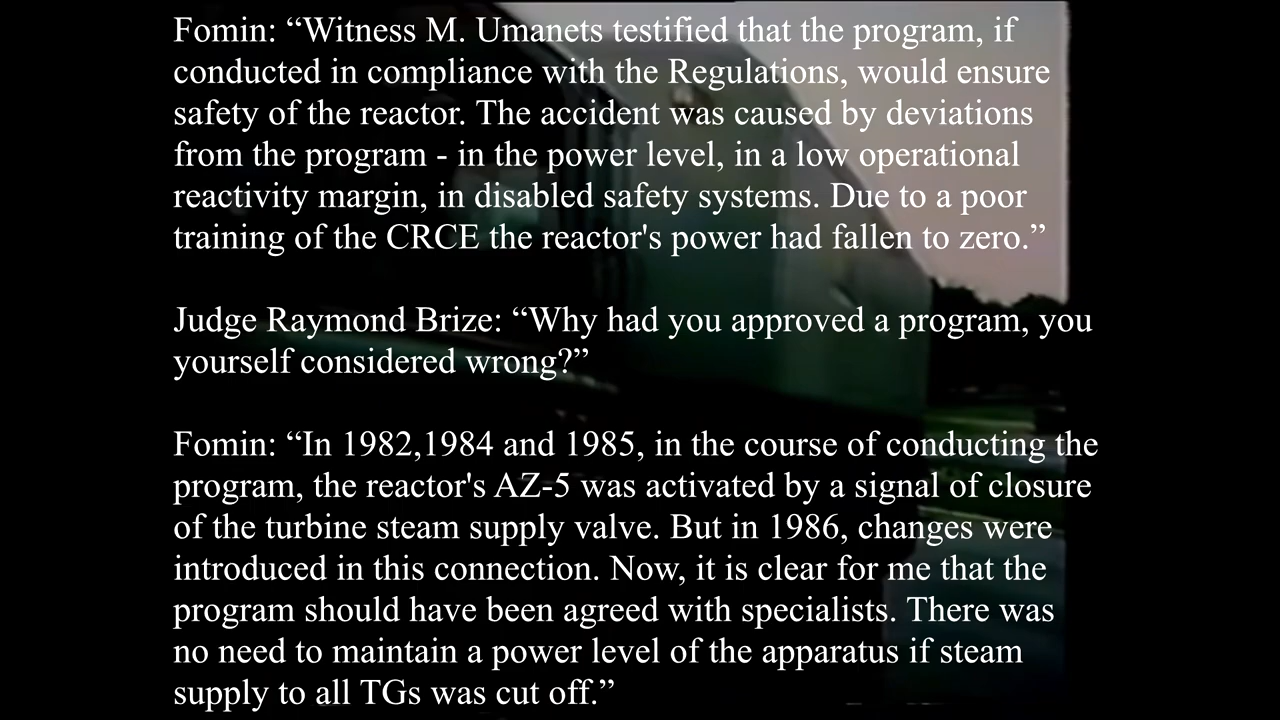 Fomin: “Witness M. Umanets testified that the program, if
conducted in compliance with the Regulations, would ensure
safety of the reactor. The accident was caused by deviations
from the program - in the power level, in a low operational
reactivity margin, in disabled safety systems. Due to a poor
training of the CRCE the reactor's power had fallen to zero.”
Judge Raymond Brize: “Why had you approved a program, you
yourself considered wrong?”
Fomin: “In 1982,1984 and 1985, in the course of conducting the
program, the reactor's AZ-5 was activated by a signal of closure
of the turbine steam supply valve. But in 1986, changes were
introduced in this connection. Now, it is clear for me that the
program should have been agreed with specialists. There was
no need to maintain a power level of the apparatus if steam
supply to all TGs was cut off.”